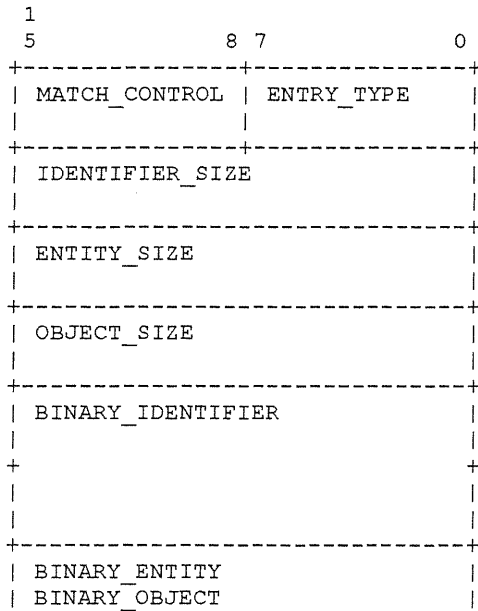 1
5 8 7 0
MATCH_CONTROL | ENTRY_TYPE
IDENTIFIER_SIZE
ENTITY_SIZE
OBJECT_SIZE
BINARY_IDENTIFIER
BINARY_ENTITY
BINARY_OBJECT